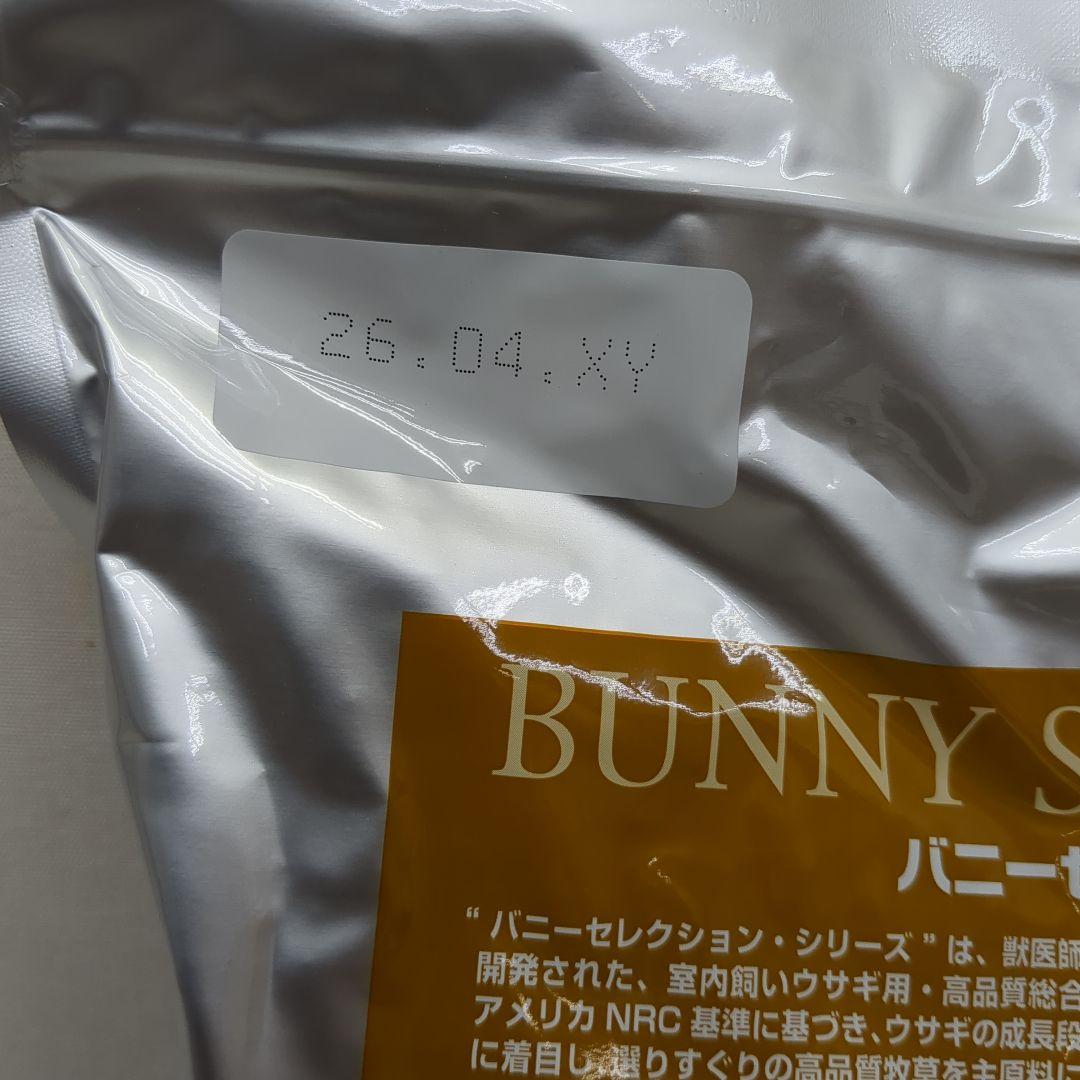 26.04.XY
BUNNY S
バニーセ
“バニーセレクション・シリーズ”は、獣医師
開発された、室内飼いウサギ用・高品質総合
アメリカNRC基準に基づき、ウサギの成長段
に着目し、選りすぐりの高品質牧草を主原料に